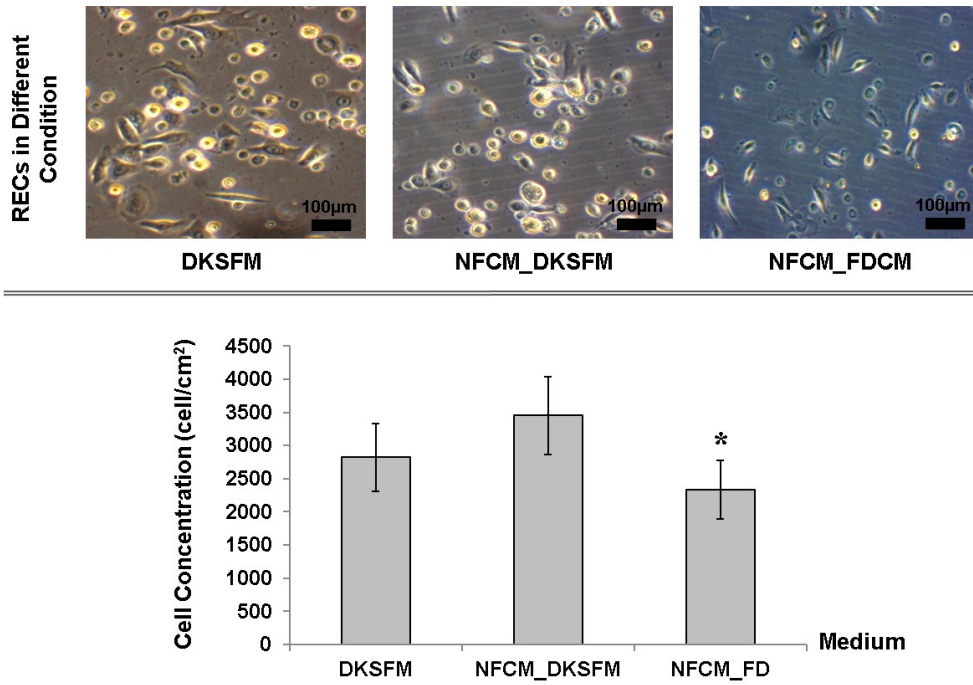 RECs in Different
Condition
100µm
100µm
100µm
DKSFM
NFCM_DKSFM
NFCM_FDCM
Cell Concentration (cell/cm²)
4500
4000
3500
3000
2500
2000
1500
1000
500
0
*
DKSFM
NFCM_DKSFM
NFCM_FD
Medium